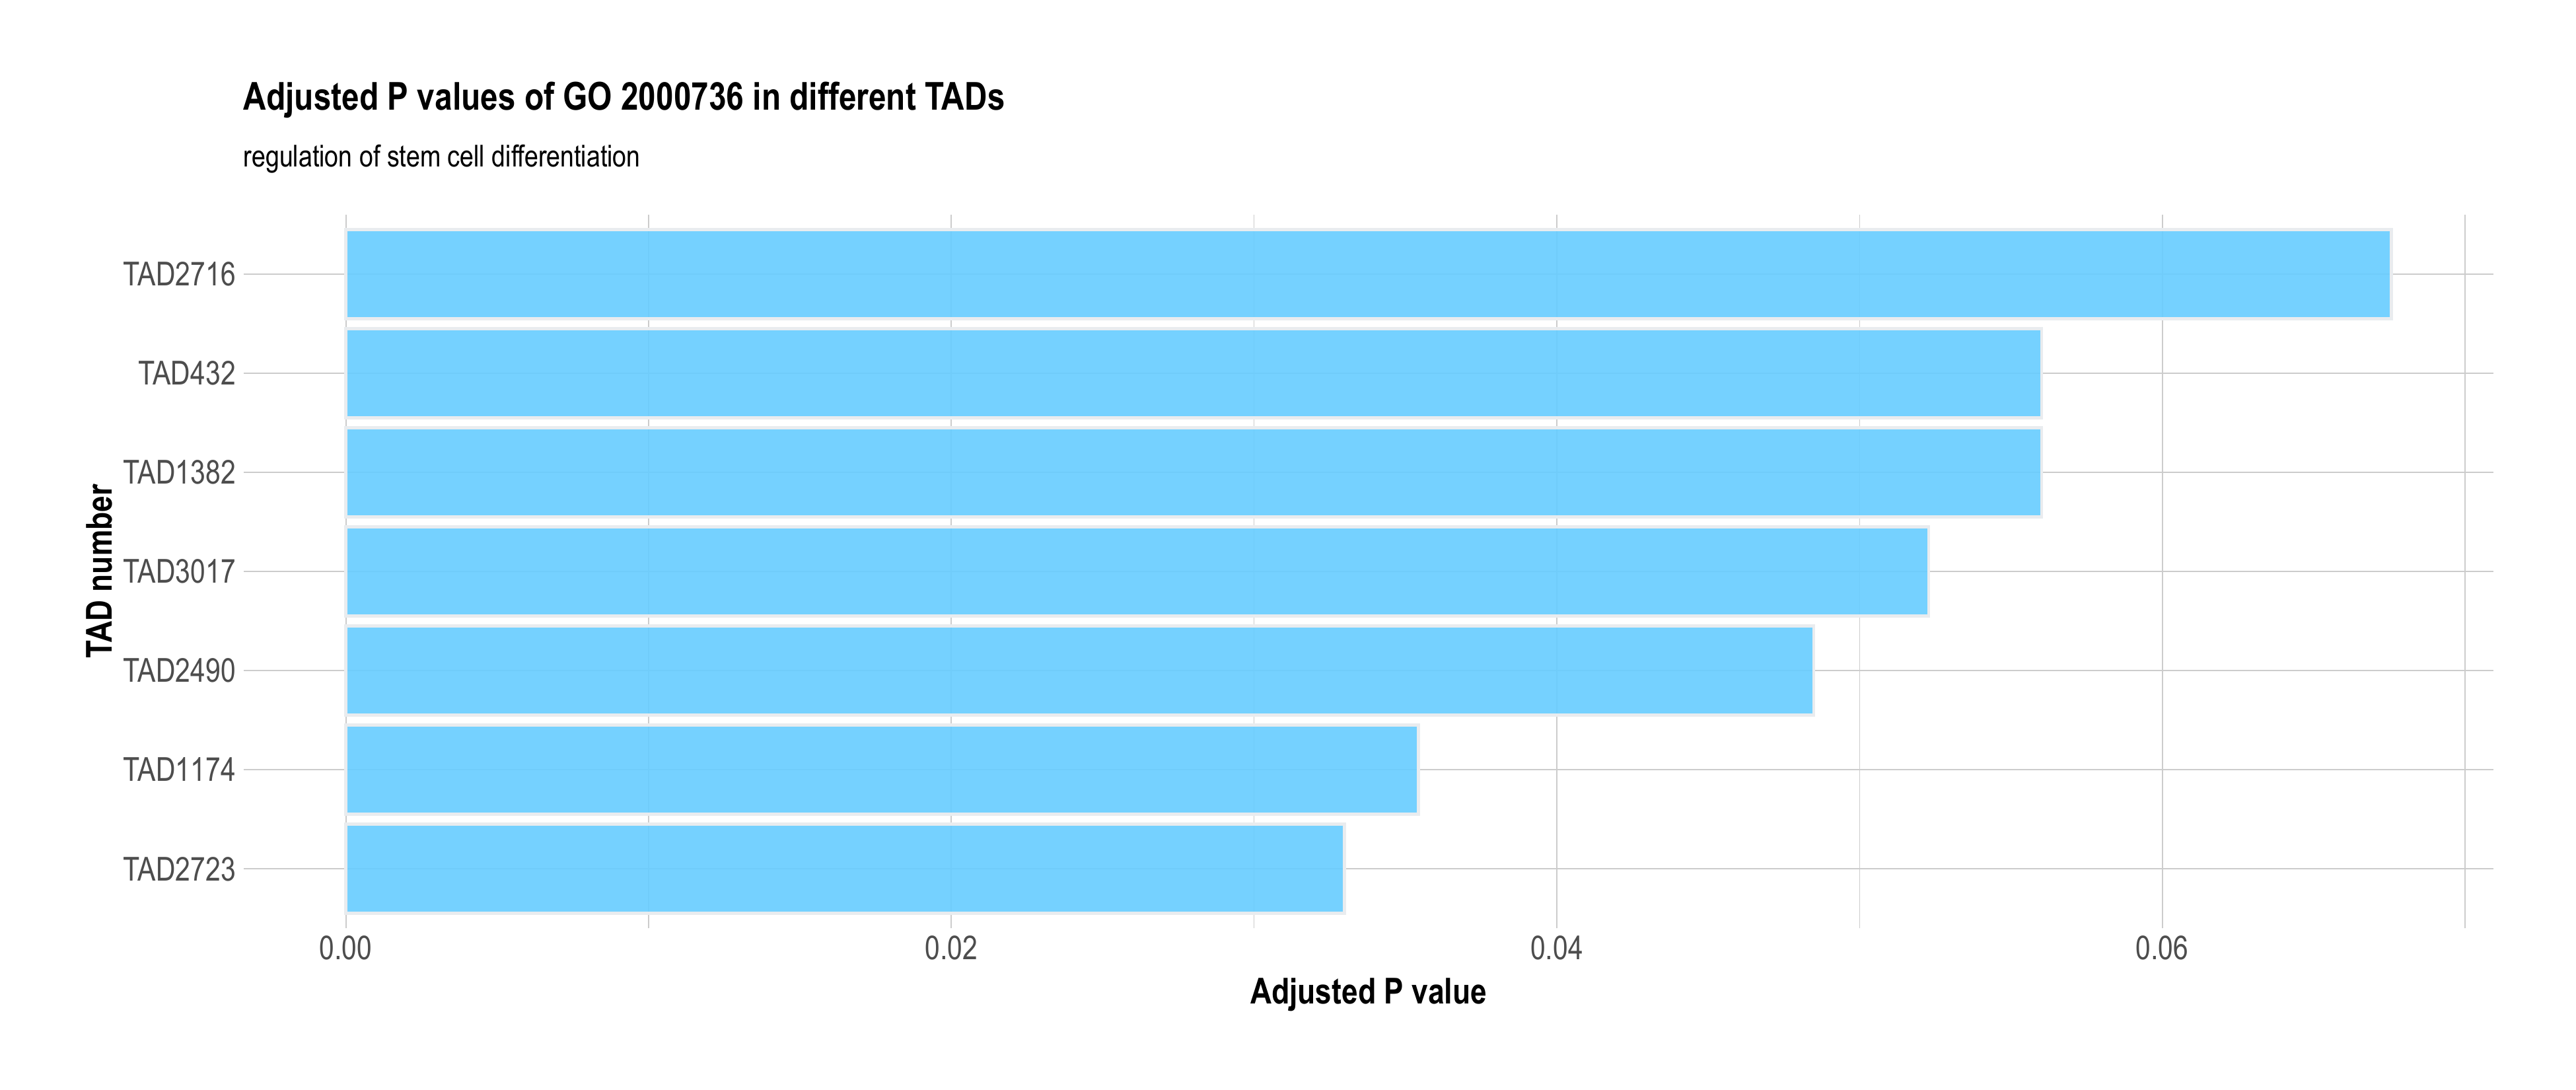 Adjusted P values of GO 2000736 in different TADs
regulation of stem cell differentiation
TAD number
TAD2716
TAD432
TAD1382
TAD3017
TAD2490
TAD1174
TAD2723
0.00 0.02 0.04 0.06
Adjusted P value